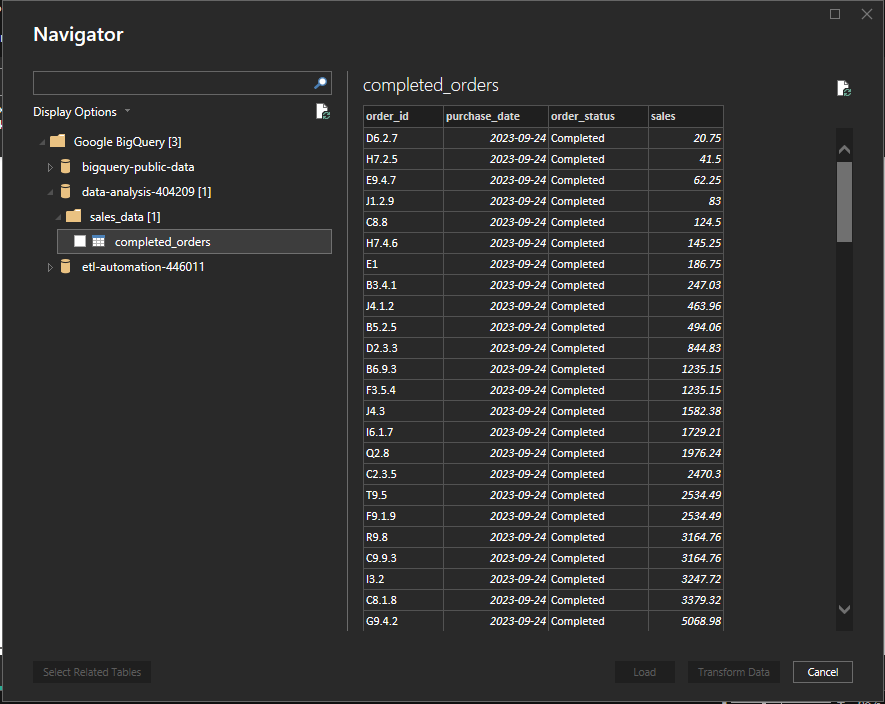 Navigator
Display Options
Google BigQuery [3]
bigquery-public-data
data-analysis-404209 [1]
sales_data [1]
completed_orders
etl-automation-446011
completed_orders
order_id purchase_date order_status sales
D6.2.7 2023-09-24 Completed 20.75
H7.2.5 2023-09-24 Completed 41.5
E9.4.7 2023-09-24 Completed 62.25
J1.2.9 2023-09-24 Completed 83
C8.8 2023-09-24 Completed 124.5
H7.4.6 2023-09-24 Completed 145.25
E1 2023-09-24 Completed 186.75
B3.4.1 2023-09-24 Completed 247.03
J4.1.2 2023-09-24 Completed 463.96
B5.2.5 2023-09-24 Completed 494.06
D2.3.3 2023-09-24 Completed 844.83
B6.9.3 2023-09-24 Completed 1235.15
F3.5.4 2023-09-24 Completed 1235.15
J4.3 2023-09-24 Completed 1582.38
I6.1.7 2023-09-24 Completed 1729.21
Q2.8 2023-09-24 Completed 1976.24
C2.3.5 2023-09-24 Completed 2470.3
T9.5 2023-09-24 Completed 2534.49
F9.1.9 2023-09-24 Completed 2534.49
R9.8 2023-09-24 Completed 3164.76
C9.9.3 2023-09-24 Completed 3164.76
I3.2 2023-09-24 Completed 3247.72
C8.1.8 2023-09-24 Completed 3379.32
G9.4.2 2023-09-24 Completed 5068.98
Select Related Tables
Load
Transform Data
Cancel